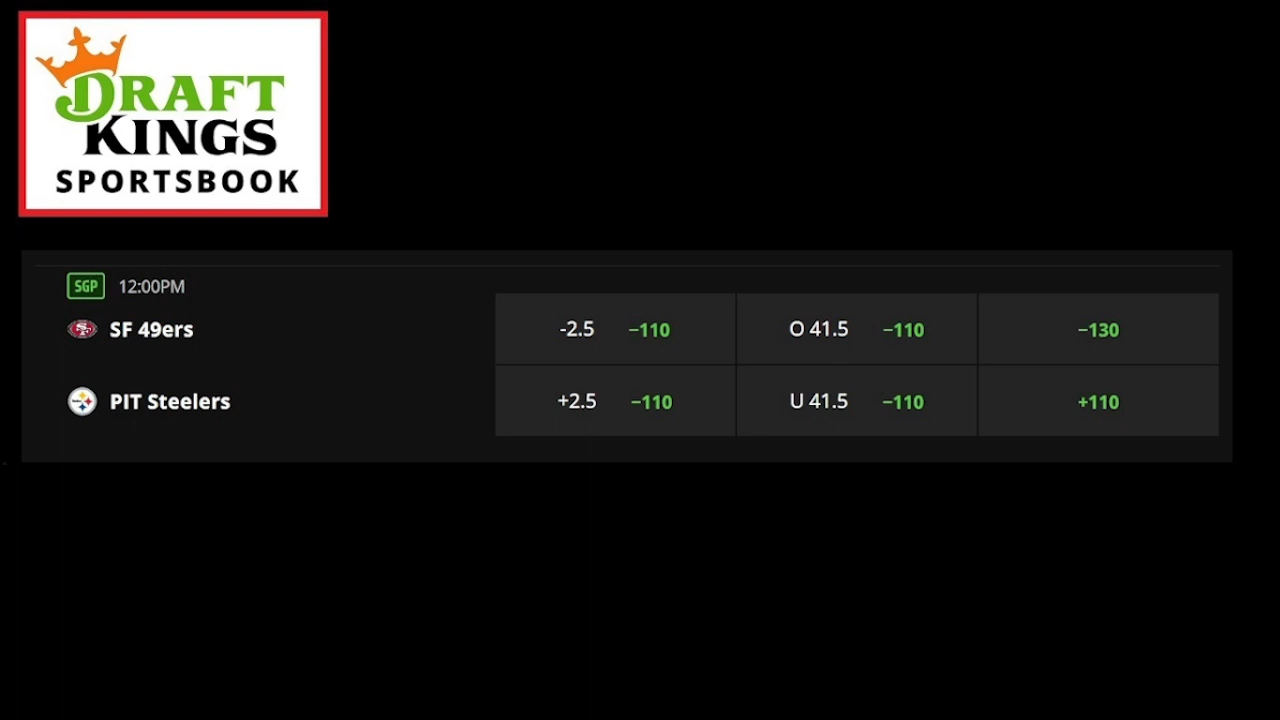 DRAFT
KINGS
SPORTSBOOK
SGP 12:00PM
SF 49ers -2.5 −110 O 41.5 −110 −130
PIT Steelers +2.5 −110 U 41.5 −110 +110